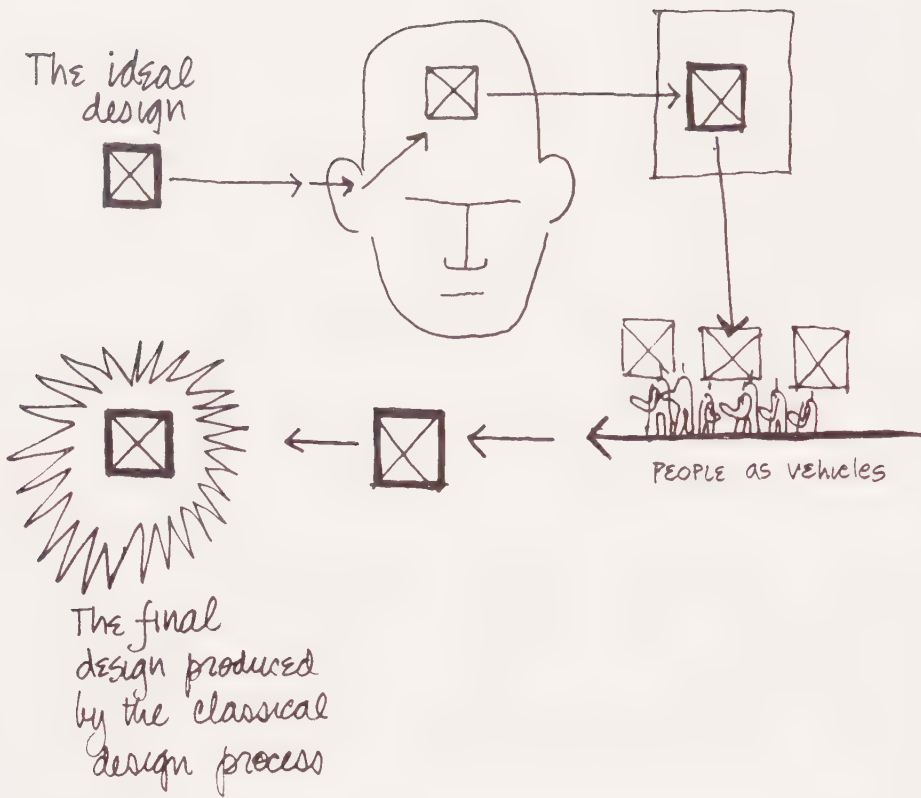 The ideal
design
PEOPLE as vehicles
The final
design produced
by the classical
design process